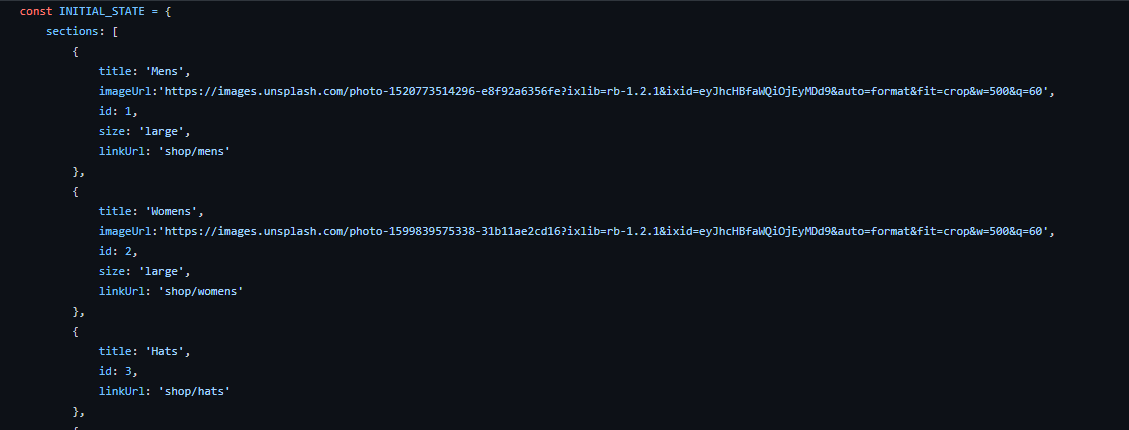 const INITIAL_STATE = {
sections: [
{
title: 'Mens',
imageUrl:'https://images.unsplash.com/photo-1520773514296-e8f92a6356fe?ixlib=rb-1.2.1&ixid=eyJhcHBfaWQiOjEyMDd9&auto=format&fit=crop&w=500&q=60',
id: 1,
size: 'large',
linkUrl: 'shop/mens'
},
{
title: 'Womens',
imageUrl:'https://images.unsplash.com/photo-1599839575338-31b11ae2cd16?ixlib=rb-1.2.1&ixid=eyJhcHBfaWQiOjEyMDd9&auto=format&fit=crop&w=500&q=60',
id: 2,
size: 'large',
linkUrl: 'shop/womens'
},
{
title: 'Hats',
id: 3,
linkUrl: 'shop/hats'
},